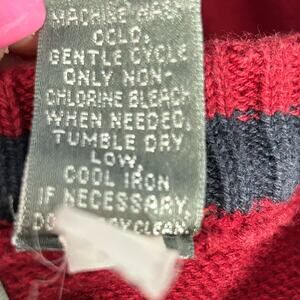 MACHINE WASH
COLD,
GENTLE CYCLE
ONLY NON-
CHLORINE BLEACH
WHEN NEEDED,
TUMBLE DRY
LOW,
COOL IRON
IF NECESSARY
DO DRY CLEAN